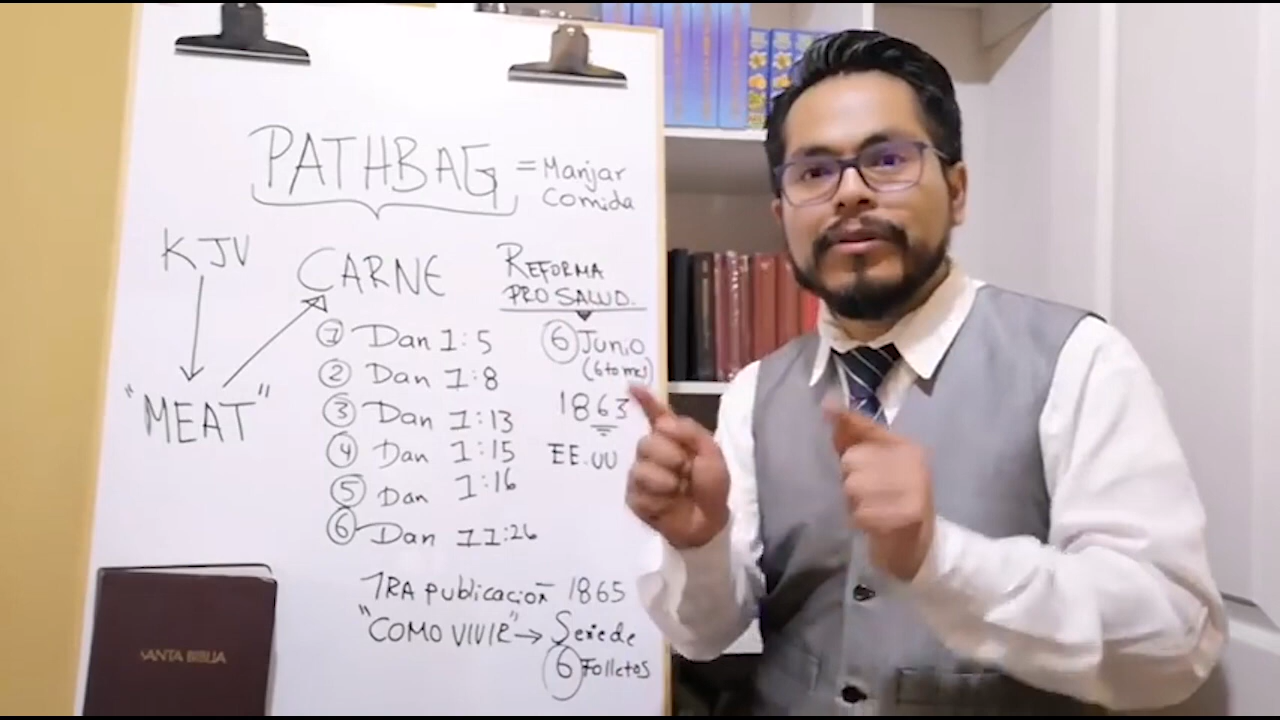 PATHBAG = Manjar
Comida
KJV
"MEAT"
CARNE
1 Dan 1:5
2 Dan 1:8
3 Dan 1:13
4 Dan 1:15
5 Dan 1:16
6 Dan 11:26
REFORMA
PRO SALUD.
6 Junio
(6to mes)
1863
EE.UU
1RA publicación 1865
"COMO VIVIR" → Serie de
6 Folletos
SANTA BIBLIA